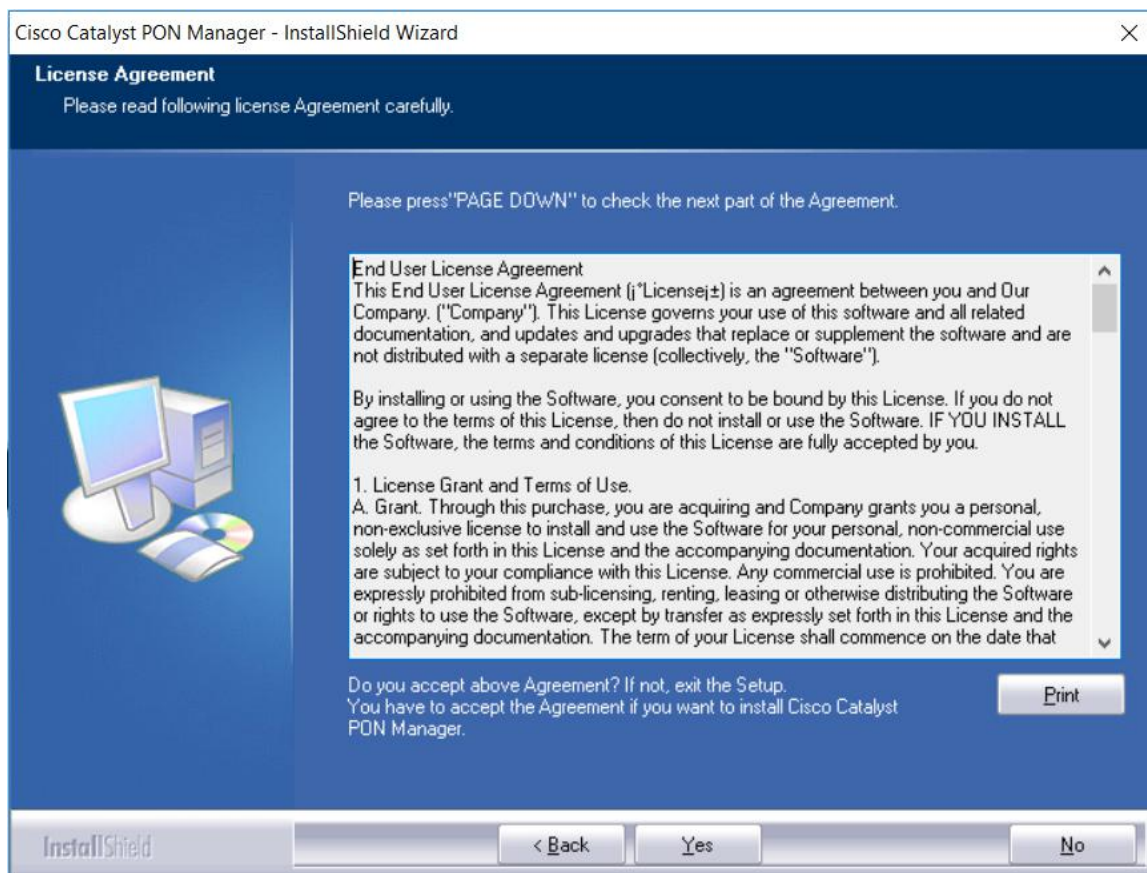 Cisco Catalyst PON Manager - InstallShield Wizard
License Agreement
Please read following license Agreement carefully.
Please press"PAGE DOWN" to check the next part of the Agreement.
End User License Agreement
This End User License Agreement (¡°License¡±) is an agreement between you and Our
Company. ("Company"). This License governs your use of this software and all related
documentation, and updates and upgrades that replace or supplement the software and are
not distributed with a separate license (collectively, the "Software").
By installing or using the Software, you consent to be bound by this License. If you do not
agree to the terms of this License, then do not install or use the Software. IF YOU INSTALL
the Software, the terms and conditions of this License are fully accepted by you.
1. License Grant and Terms of Use.
A. Grant. Through this purchase, you are acquiring and Company grants you a personal,
non-exclusive license to install and use the Software for your personal, non-commercial use
solely as set forth in this License and the accompanying documentation. Your acquired rights
are subject to your compliance with this License. Any commercial use is prohibited. You are
expressly prohibited from sub-licensing, renting, leasing or otherwise distributing the Software
or rights to use the Software, except by transfer as expressly set forth in this License and the
accompanying documentation. The term of your License shall commence on the date that
Do you accept above Agreement? If not, exit the Setup.
You have to accept the Agreement if you want to install Cisco Catalyst
PON Manager.
Print
InstallShield
< Back
Yes
No